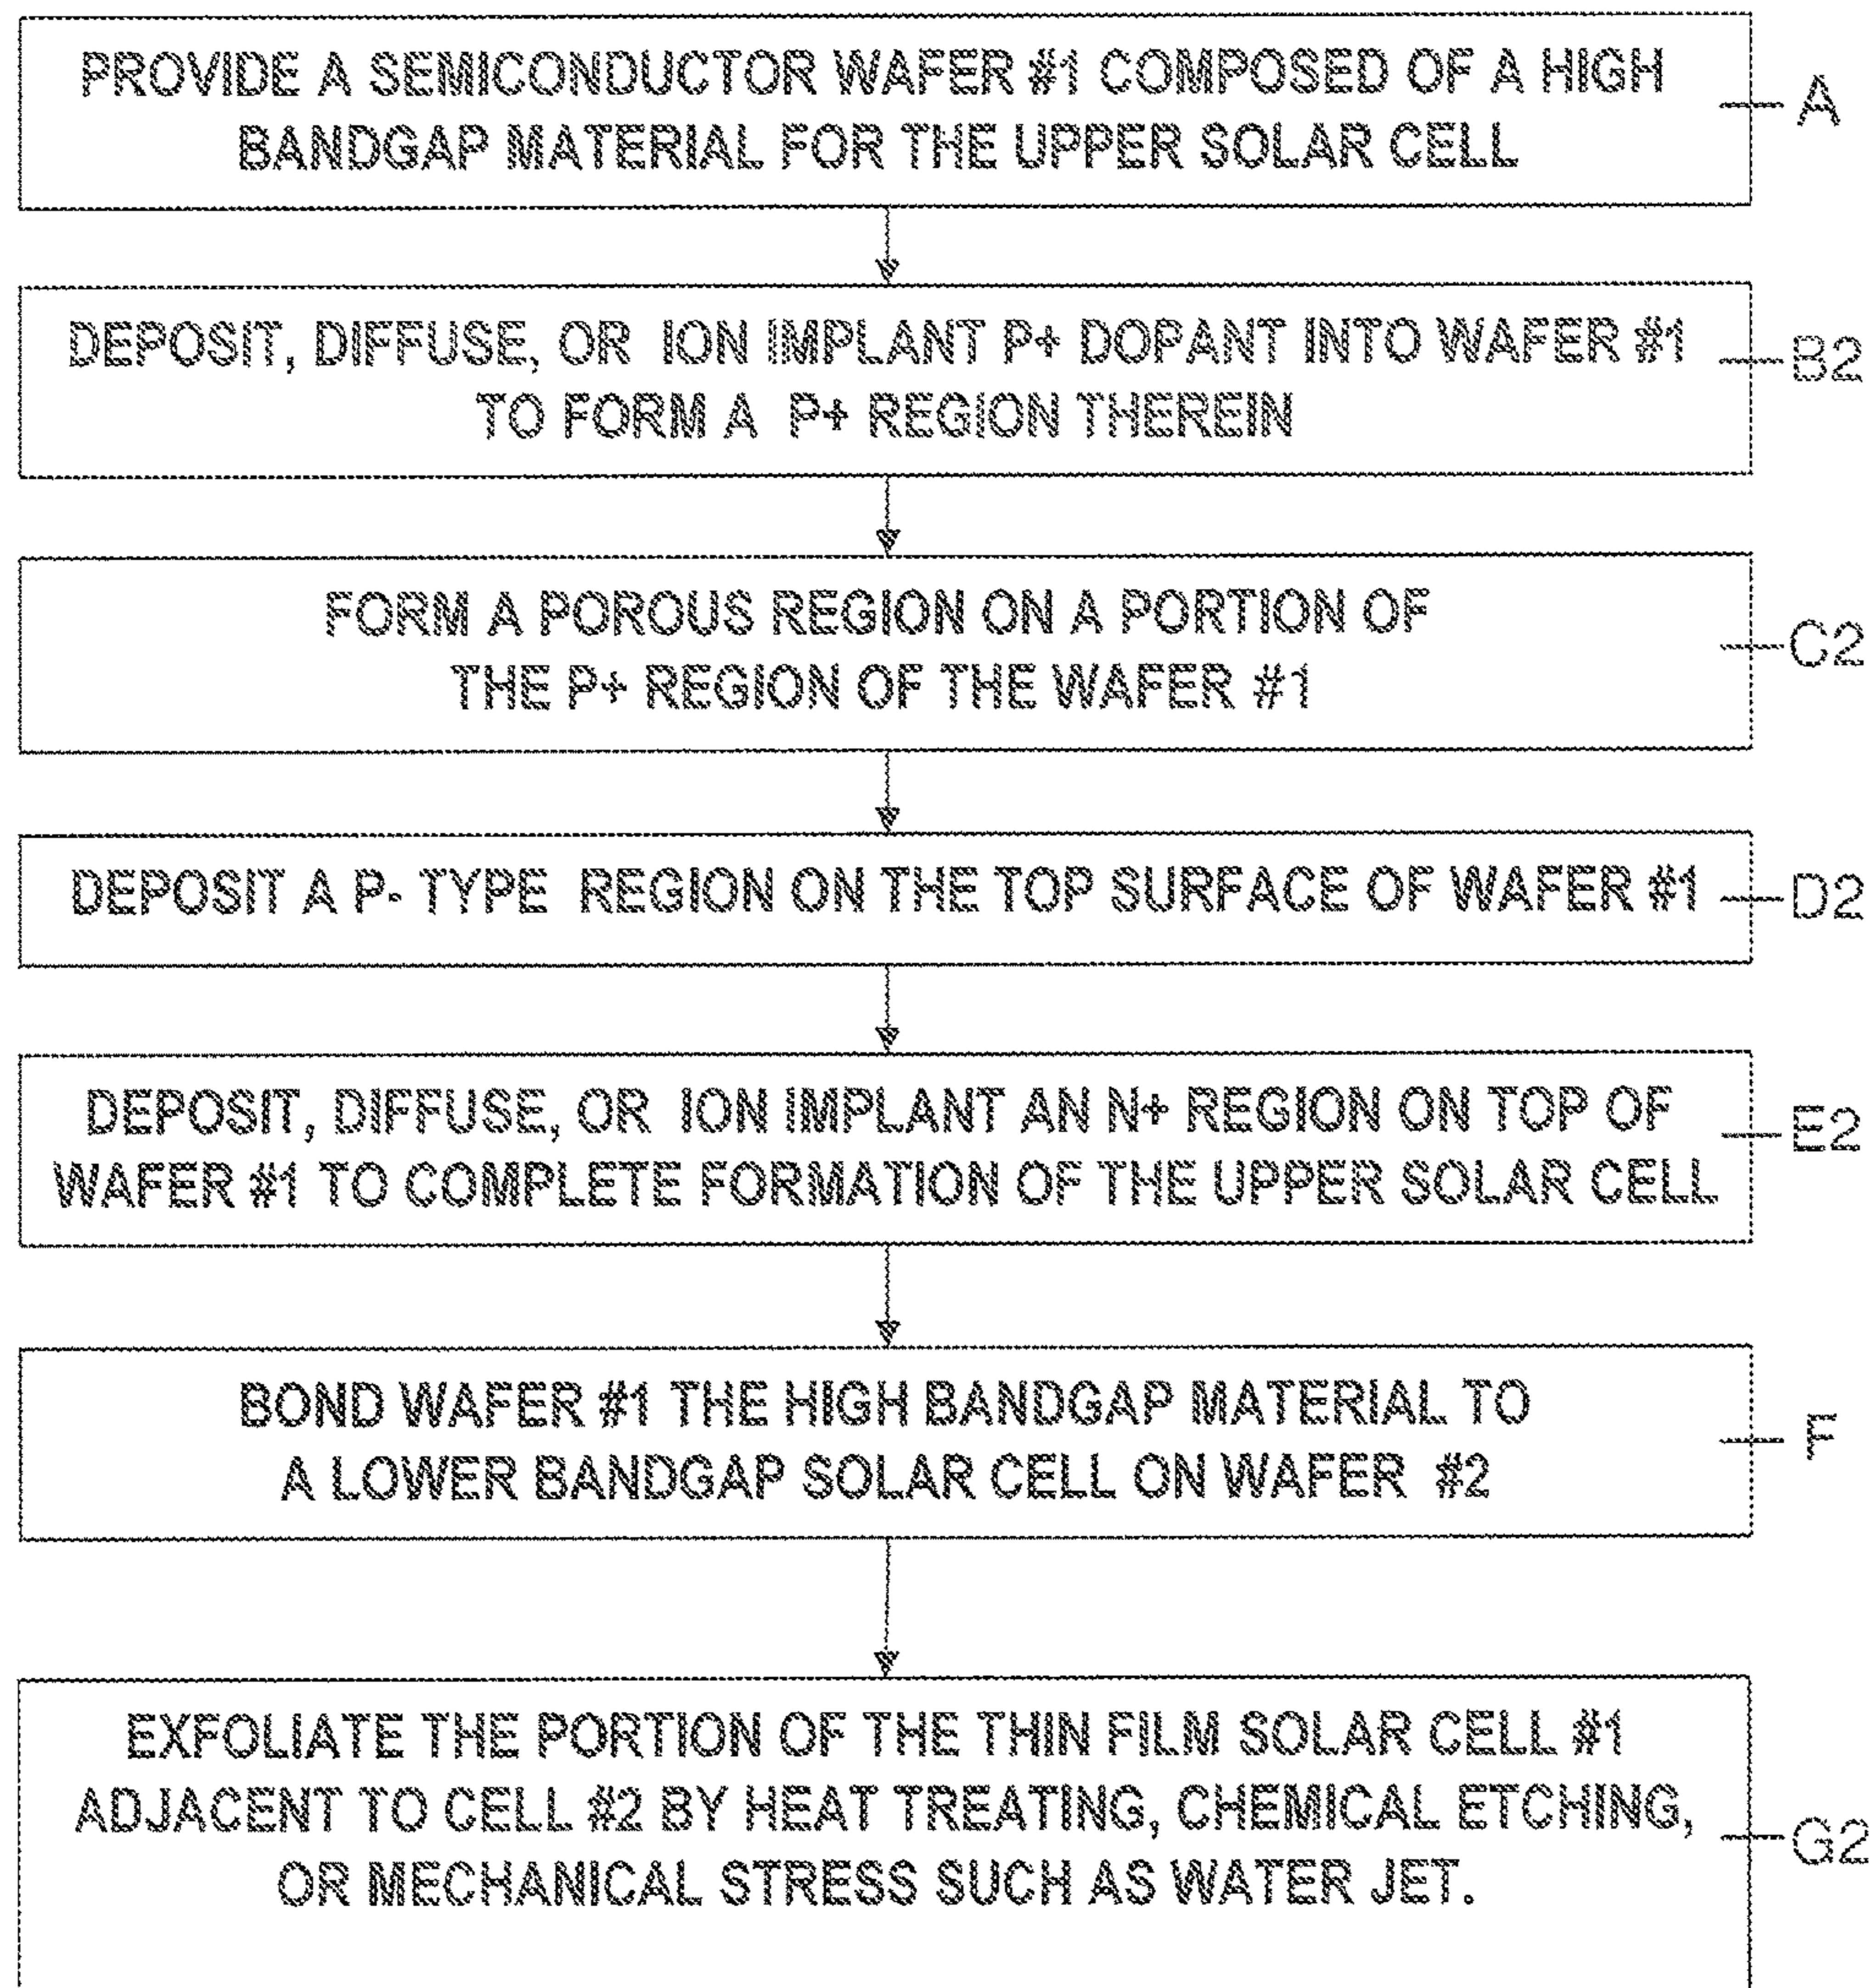 PROVIDE A SEMICONDUCTOR WAFER #1 COMPOSED OF A HIGH
BANDGAP MATERIAL FOR THE UPPER SOLAR CELL
A
DEPOSIT, DIFFUSE, OR ION IMPLANT P+ DOPANT INTO WAFER #1
TO FORM A P+ REGION THEREIN
B2
FORM A POROUS REGION ON A PORTION OF
THE P+ REGION OF THE WAFER #1
C2
DEPOSIT A P- TYPE REGION ON THE TOP SURFACE OF WAFER #1
D2
DEPOSIT, DIFFUSE, OR ION IMPLANT AN N+ REGION ON TOP OF
WAFER #1 TO COMPLETE FORMATION OF THE UPPER SOLAR CELL
E2
BOND WAFER #1 THE HIGH BANDGAP MATERIAL TO
A LOWER BANDGAP SOLAR CELL ON WAFER #2
F
EXFOLIATE THE PORTION OF THE THIN FILM SOLAR CELL #1
ADJACENT TO CELL #2 BY HEAT TREATING, CHEMICAL ETCHING,
OR MECHANICAL STRESS SUCH AS WATER JET.
G2